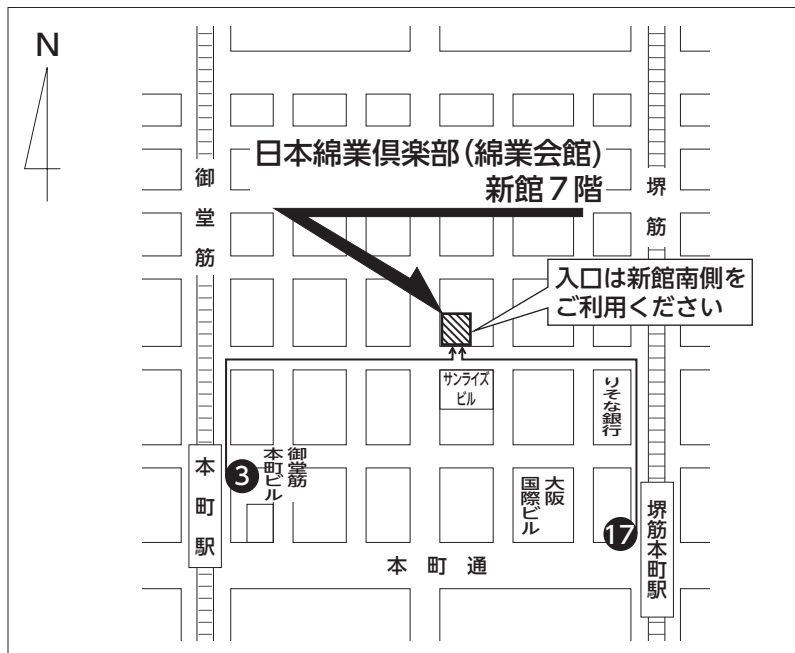 N
日本綿業倶楽部(綿業会館)
新館7階
御堂筋
堺筋
入口は新館南側を
ご利用ください
サンライズ
ビル
りそな銀行
本町駅
3
御堂筋
本町ビル
大阪
国際ビル
17
堺筋本町駅
本町通